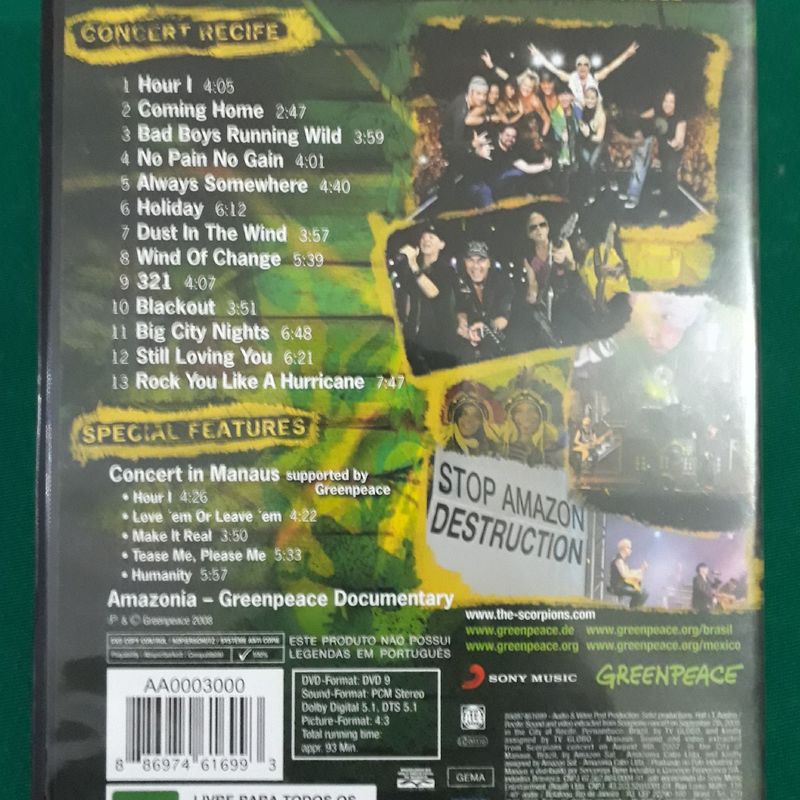 CONCERT RECIFE
1 Hour I 4:05
2 Coming Home 2:47
3 Bad Boys Running Wild 3:59
4 No Pain No Gain 4:01
5 Always Somewhere 4:40
6 Holiday 6:12
7 Dust In The Wind 3:57
8 Wind Of Change 5:39
9 321 4:07
10 Blackout 3:51
11 Big City Nights 6:48
12 Still Loving You 6:21
13 Rock You Like A Hurricane 7:47
SPECIAL FEATURES
Concert in Manaus supported by
Greenpeace
• Hour I 4:26
• Love 'em Or Leave 'em 4:22
• Make It Real 3:50
• Tease Me, Please Me 5:33
• Humanity 5:57
Amazonia – Greenpeace Documentary
℗ & © Greenpeace 2008
STOP AMAZON
DESTRUCTION
www.the-scorpions.com
www.greenpeace.de www.greenpeace.org/brasil
www.greenpeace.org www.greenpeace.org/mexico
ESTE PRODUTO NÃO POSSUI
LEGENDAS EM PORTUGUÊS
SONY MUSIC
GREENPEACE
AA0003000
8 86974 61699 3
DVD-Format: DVD 9
Sound-Format: PCM Stereo
Dolby Digital 5.1, DTS 5.1
Picture-Format: 4:3
Total running time:
appr. 93 Min.
GEMA
LIVRE PARA TODOS OS